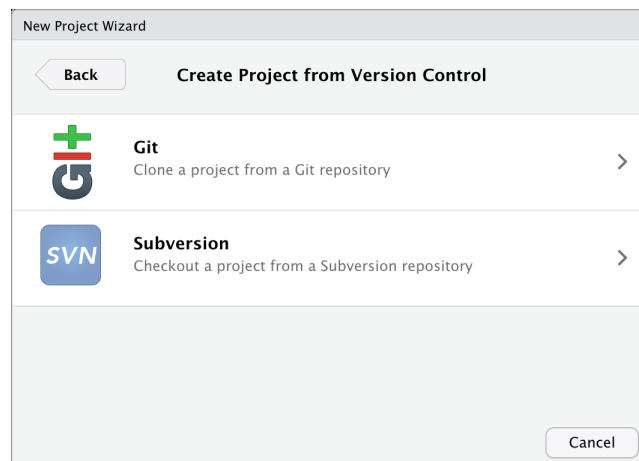 New Project Wizard
Back
Create Project from Version Control
Git
Git
Clone a project from a Git repository
SVN
Subversion
Checkout a project from a Subversion repository
Cancel